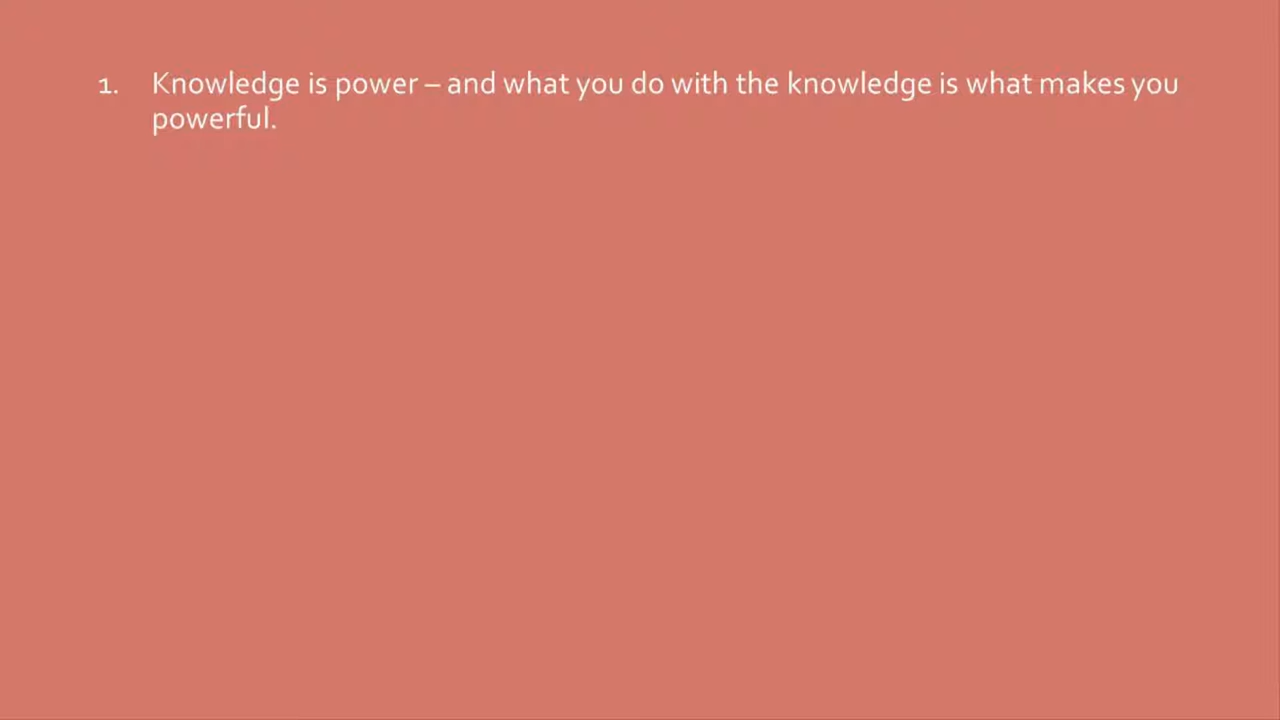 1. Knowledge is power – and what you do with the knowledge is what makes you
powerful.